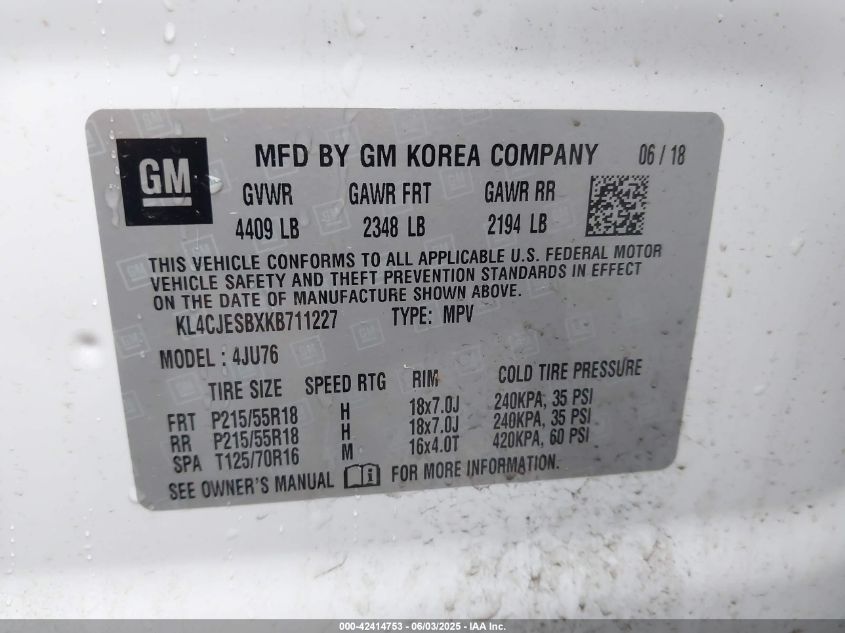 GM
MFD BY GM KOREA COMPANY 06 / 18
GVWR GAWR FRT GAWR RR
4409 LB 2348 LB 2194 LB
THIS VEHICLE CONFORMS TO ALL APPLICABLE U.S. FEDERAL MOTOR
VEHICLE SAFETY AND THEFT PREVENTION STANDARDS IN EFFECT
ON THE DATE OF MANUFACTURE SHOWN ABOVE.
KL4CJESBXKB711227 TYPE: MPV
MODEL : 4JU76
TIRE SIZE SPEED RTG RIM COLD TIRE PRESSURE
FRT P215/55R18 H 18x7.0J 240KPA, 35 PSI
RR P215/55R18 H 18x7.0J 240KPA, 35 PSI
SPA T125/70R16 M 16x4.0T 420KPA, 60 PSI
SEE OWNER'S MANUAL FOR MORE INFORMATION.
000-42414753 - 06/03/2025 - IAA Inc.